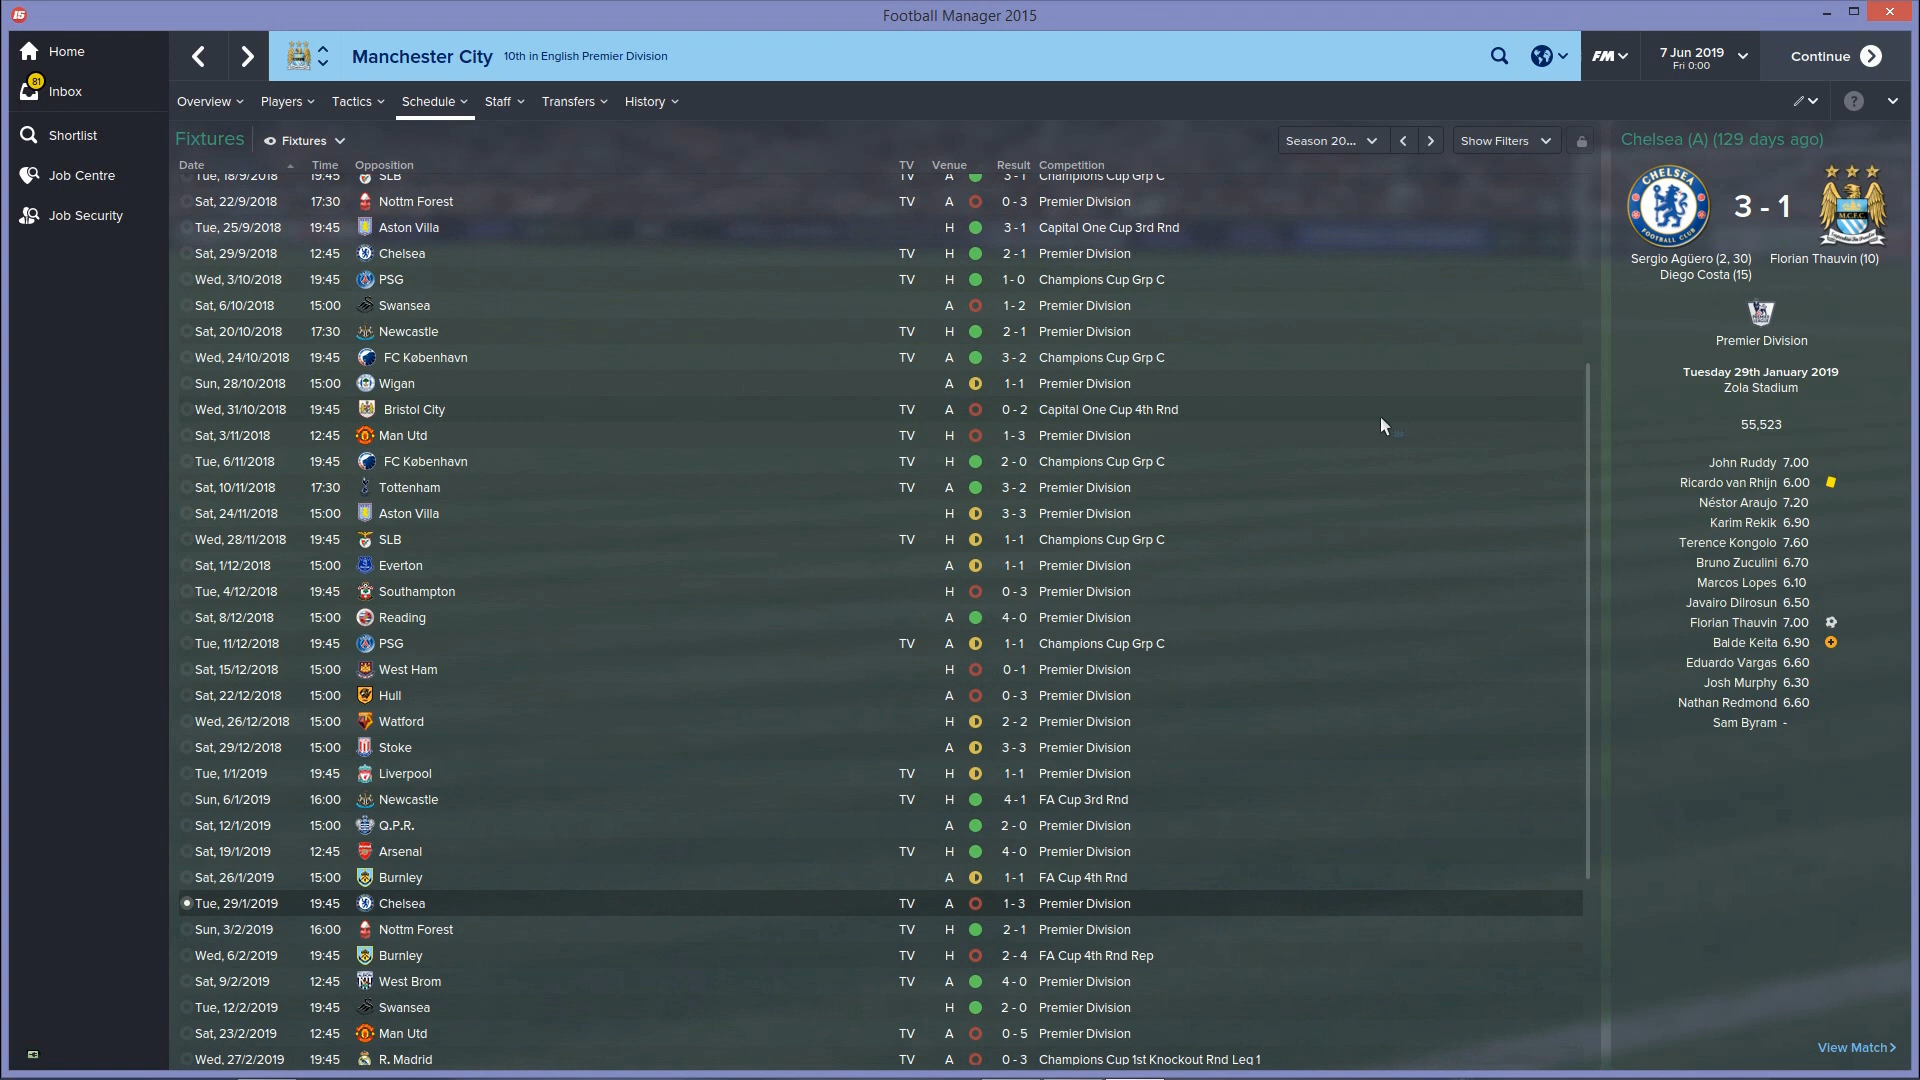 Football Manager 2015
Home
81
Inbox
Shortlist
Job Centre
Job Security
Manchester City 10th in English Premier Division
FM
7 Jun 2019
Fri 0:00
Continue
Overview Players Tactics Schedule Staff Transfers History
Fixtures Fixtures Season 20... Show Filters
Date Time Opposition TV Venue Result Competition
Tue, 18/9/2018 19:45 SLB TV A 3 - 1 Champions Cup Grp C
Sat, 22/9/2018 17:30 Nottm Forest TV A 0 - 3 Premier Division
Tue, 25/9/2018 19:45 Aston Villa H 3 - 1 Capital One Cup 3rd Rnd
Sat, 29/9/2018 12:45 Chelsea TV H 2 - 1 Premier Division
Wed, 3/10/2018 19:45 PSG TV H 1 - 0 Champions Cup Grp C
Sat, 6/10/2018 15:00 Swansea A 1 - 2 Premier Division
Sat, 20/10/2018 17:30 Newcastle TV H 2 - 1 Premier Division
Wed, 24/10/2018 19:45 FC København TV A 3 - 2 Champions Cup Grp C
Sun, 28/10/2018 15:00 Wigan A 1 - 1 Premier Division
Wed, 31/10/2018 19:45 Bristol City TV A 0 - 2 Capital One Cup 4th Rnd
Sat, 3/11/2018 12:45 Man Utd TV H 1 - 3 Premier Division
Tue, 6/11/2018 19:45 FC København TV H 2 - 0 Champions Cup Grp C
Sat, 10/11/2018 17:30 Tottenham TV A 3 - 2 Premier Division
Sat, 24/11/2018 15:00 Aston Villa H 3 - 3 Premier Division
Wed, 28/11/2018 19:45 SLB TV H 1 - 1 Champions Cup Grp C
Sat, 1/12/2018 15:00 Everton A 1 - 1 Premier Division
Tue, 4/12/2018 19:45 Southampton H 0 - 3 Premier Division
Sat, 8/12/2018 15:00 Reading A 4 - 0 Premier Division
Tue, 11/12/2018 19:45 PSG TV A 1 - 1 Champions Cup Grp C
Sat, 15/12/2018 15:00 West Ham H 0 - 1 Premier Division
Sat, 22/12/2018 15:00 Hull A 0 - 3 Premier Division
Wed, 26/12/2018 15:00 Watford H 2 - 2 Premier Division
Sat, 29/12/2018 15:00 Stoke A 3 - 3 Premier Division
Tue, 1/1/2019 19:45 Liverpool TV H 1 - 1 Premier Division
Sun, 6/1/2019 16:00 Newcastle TV H 4 - 1 FA Cup 3rd Rnd
Sat, 12/1/2019 15:00 Q.P.R. A 2 - 0 Premier Division
Sat, 19/1/2019 12:45 Arsenal TV H 4 - 0 Premier Division
Sat, 26/1/2019 15:00 Burnley A 1 - 1 FA Cup 4th Rnd
Tue, 29/1/2019 19:45 Chelsea TV A 1 - 3 Premier Division
Sun, 3/2/2019 16:00 Nottm Forest TV H 2 - 1 Premier Division
Wed, 6/2/2019 19:45 Burnley TV H 2 - 4 FA Cup 4th Rnd Rep
Sat, 9/2/2019 12:45 West Brom TV A 4 - 0 Premier Division
Tue, 12/2/2019 19:45 Swansea H 2 - 0 Premier Division
Sat, 23/2/2019 12:45 Man Utd TV A 0 - 5 Premier Division
Wed, 27/2/2019 19:45 R. Madrid TV A 0 - 3 Champions Cup 1st Knockout Rnd Leg 1
Chelsea (A) (129 days ago)
CHELSEA
FOOTBALL CLUB
3 - 1
M.C.F.C.
Sergio Agüero (2, 30) Florian Thauvin (10)
Diego Costa (15)
Premier Division
Tuesday 29th January 2019
Zola Stadium
55,523
John Ruddy 7.00
Ricardo van Rhijn 6.00
Néstor Araujo 7.20
Karim Rekik 6.90
Terence Kongolo 7.60
Bruno Zuculini 6.70
Marcos Lopes 6.10
Javairo Dilrosun 6.50
Florian Thauvin 7.00
Balde Keita 6.90
Eduardo Vargas 6.60
Josh Murphy 6.30
Nathan Redmond 6.60
Sam Byram -
View Match